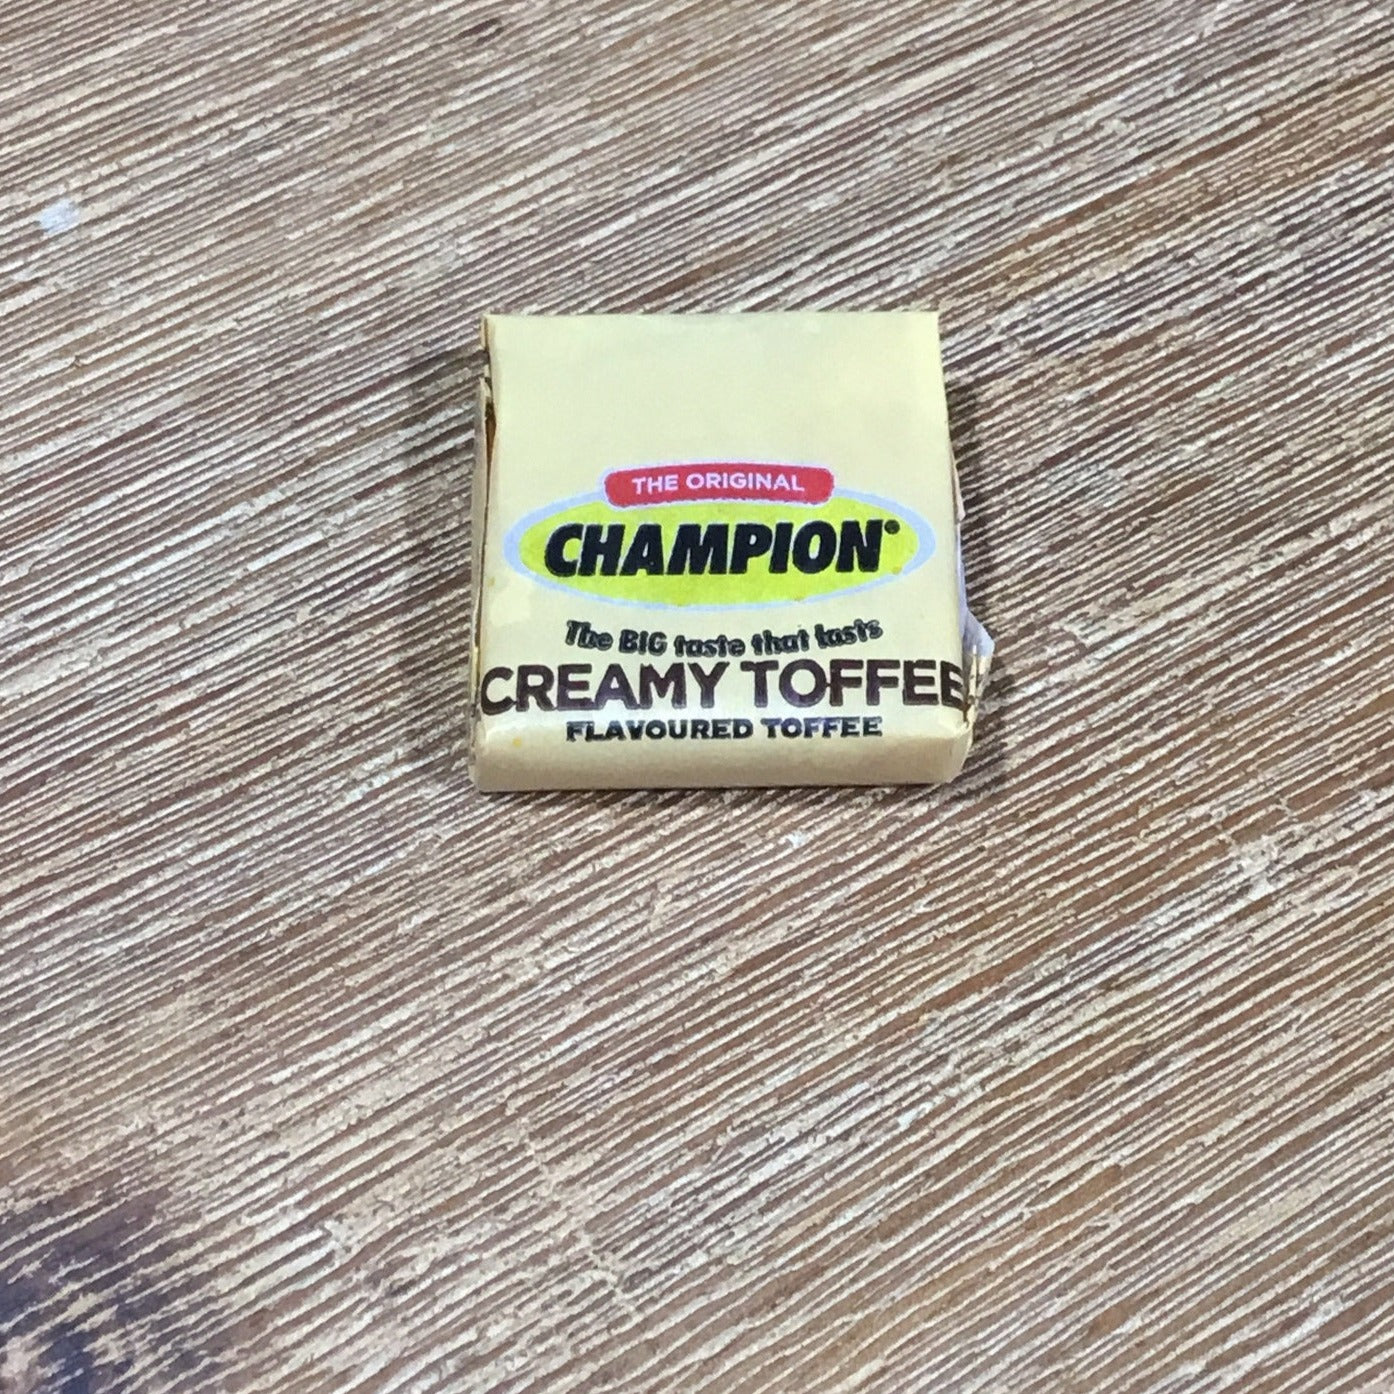 THE ORIGINAL
CHAMPION®
The BIG taste that lasts
CREAMY TOFFEE
FLAVOURED TOFFEE